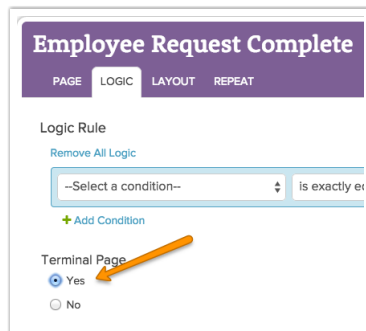 Employee Request Complete
PAGE LOGIC LAYOUT REPEAT
Logic Rule
Remove All Logic
--Select a condition-- is exactly
+ Add Condition
Terminal Page
Yes
No